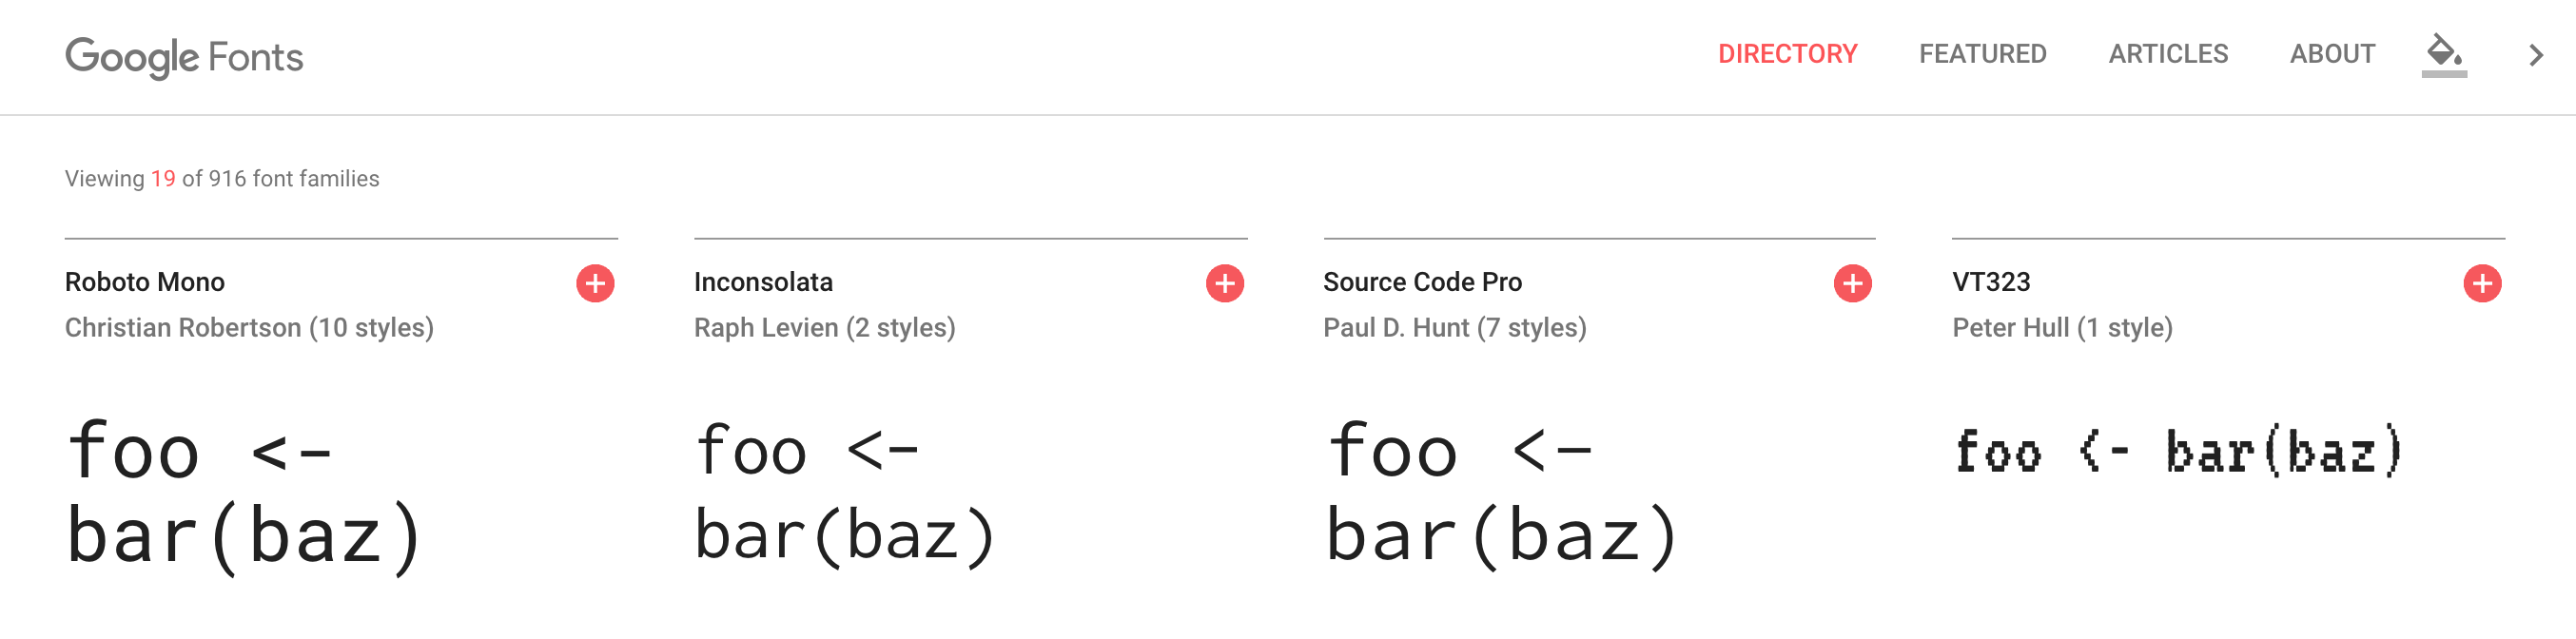 Google Fonts
DIRECTORY FEATURED ARTICLES ABOUT
Viewing 19 of 916 font families
Roboto Mono
Christian Robertson (10 styles)
foo <-
bar(baz)
Inconsolata
Raph Levien (2 styles)
foo <-
bar(baz)
Source Code Pro
Paul D. Hunt (7 styles)
foo <-
bar(baz)
VT323
Peter Hull (1 style)
foo <- bar(baz)